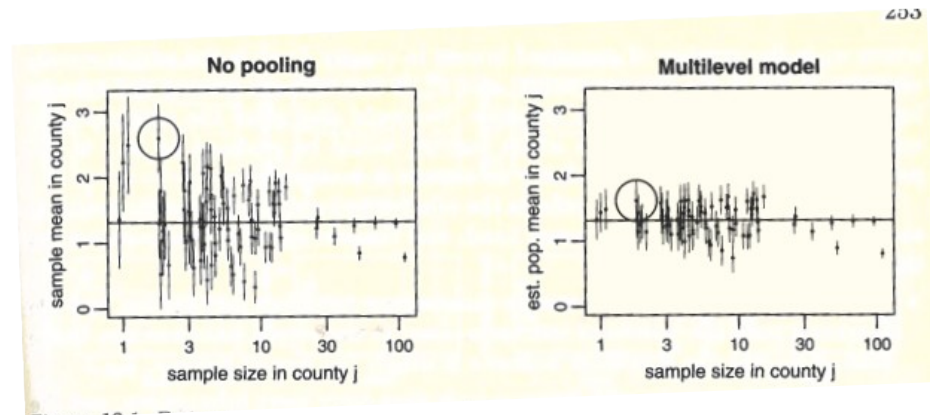 253
No pooling
sample mean in county j
3
2
1
0
1 3 10 30 100
sample size in county j
Multilevel model
est. pop. mean in county j
3
2
1
0
1 3 10 30 100
sample size in county j